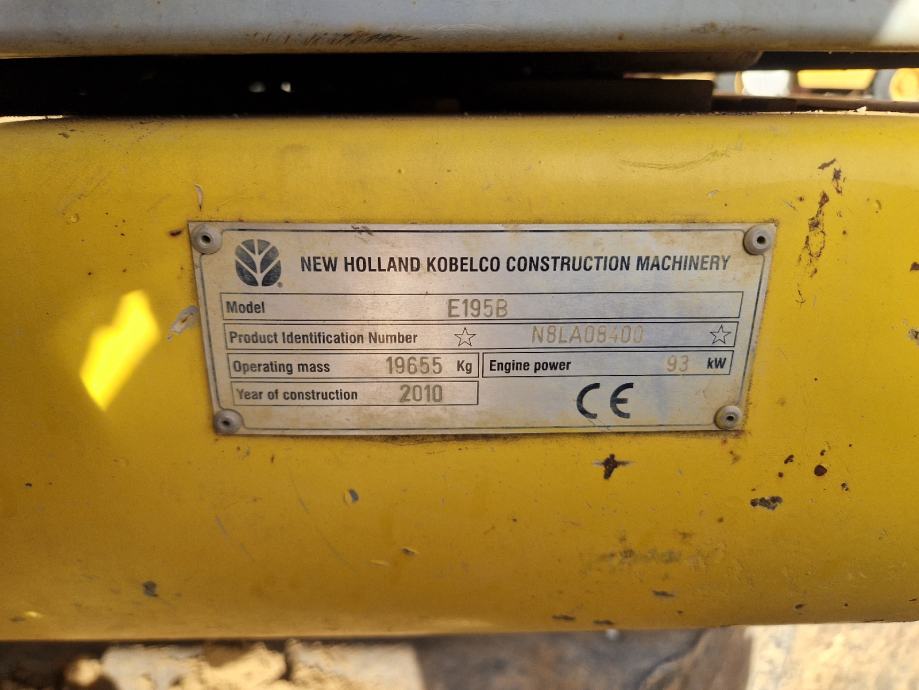 NEW HOLLAND KOBELCO CONSTRUCTION MACHINERY
Model E195B
Product Identification Number ☆ N8LA08400 ☆
Operating mass 19655 Kg Engine power 93 kW
Year of construction 2010 CE